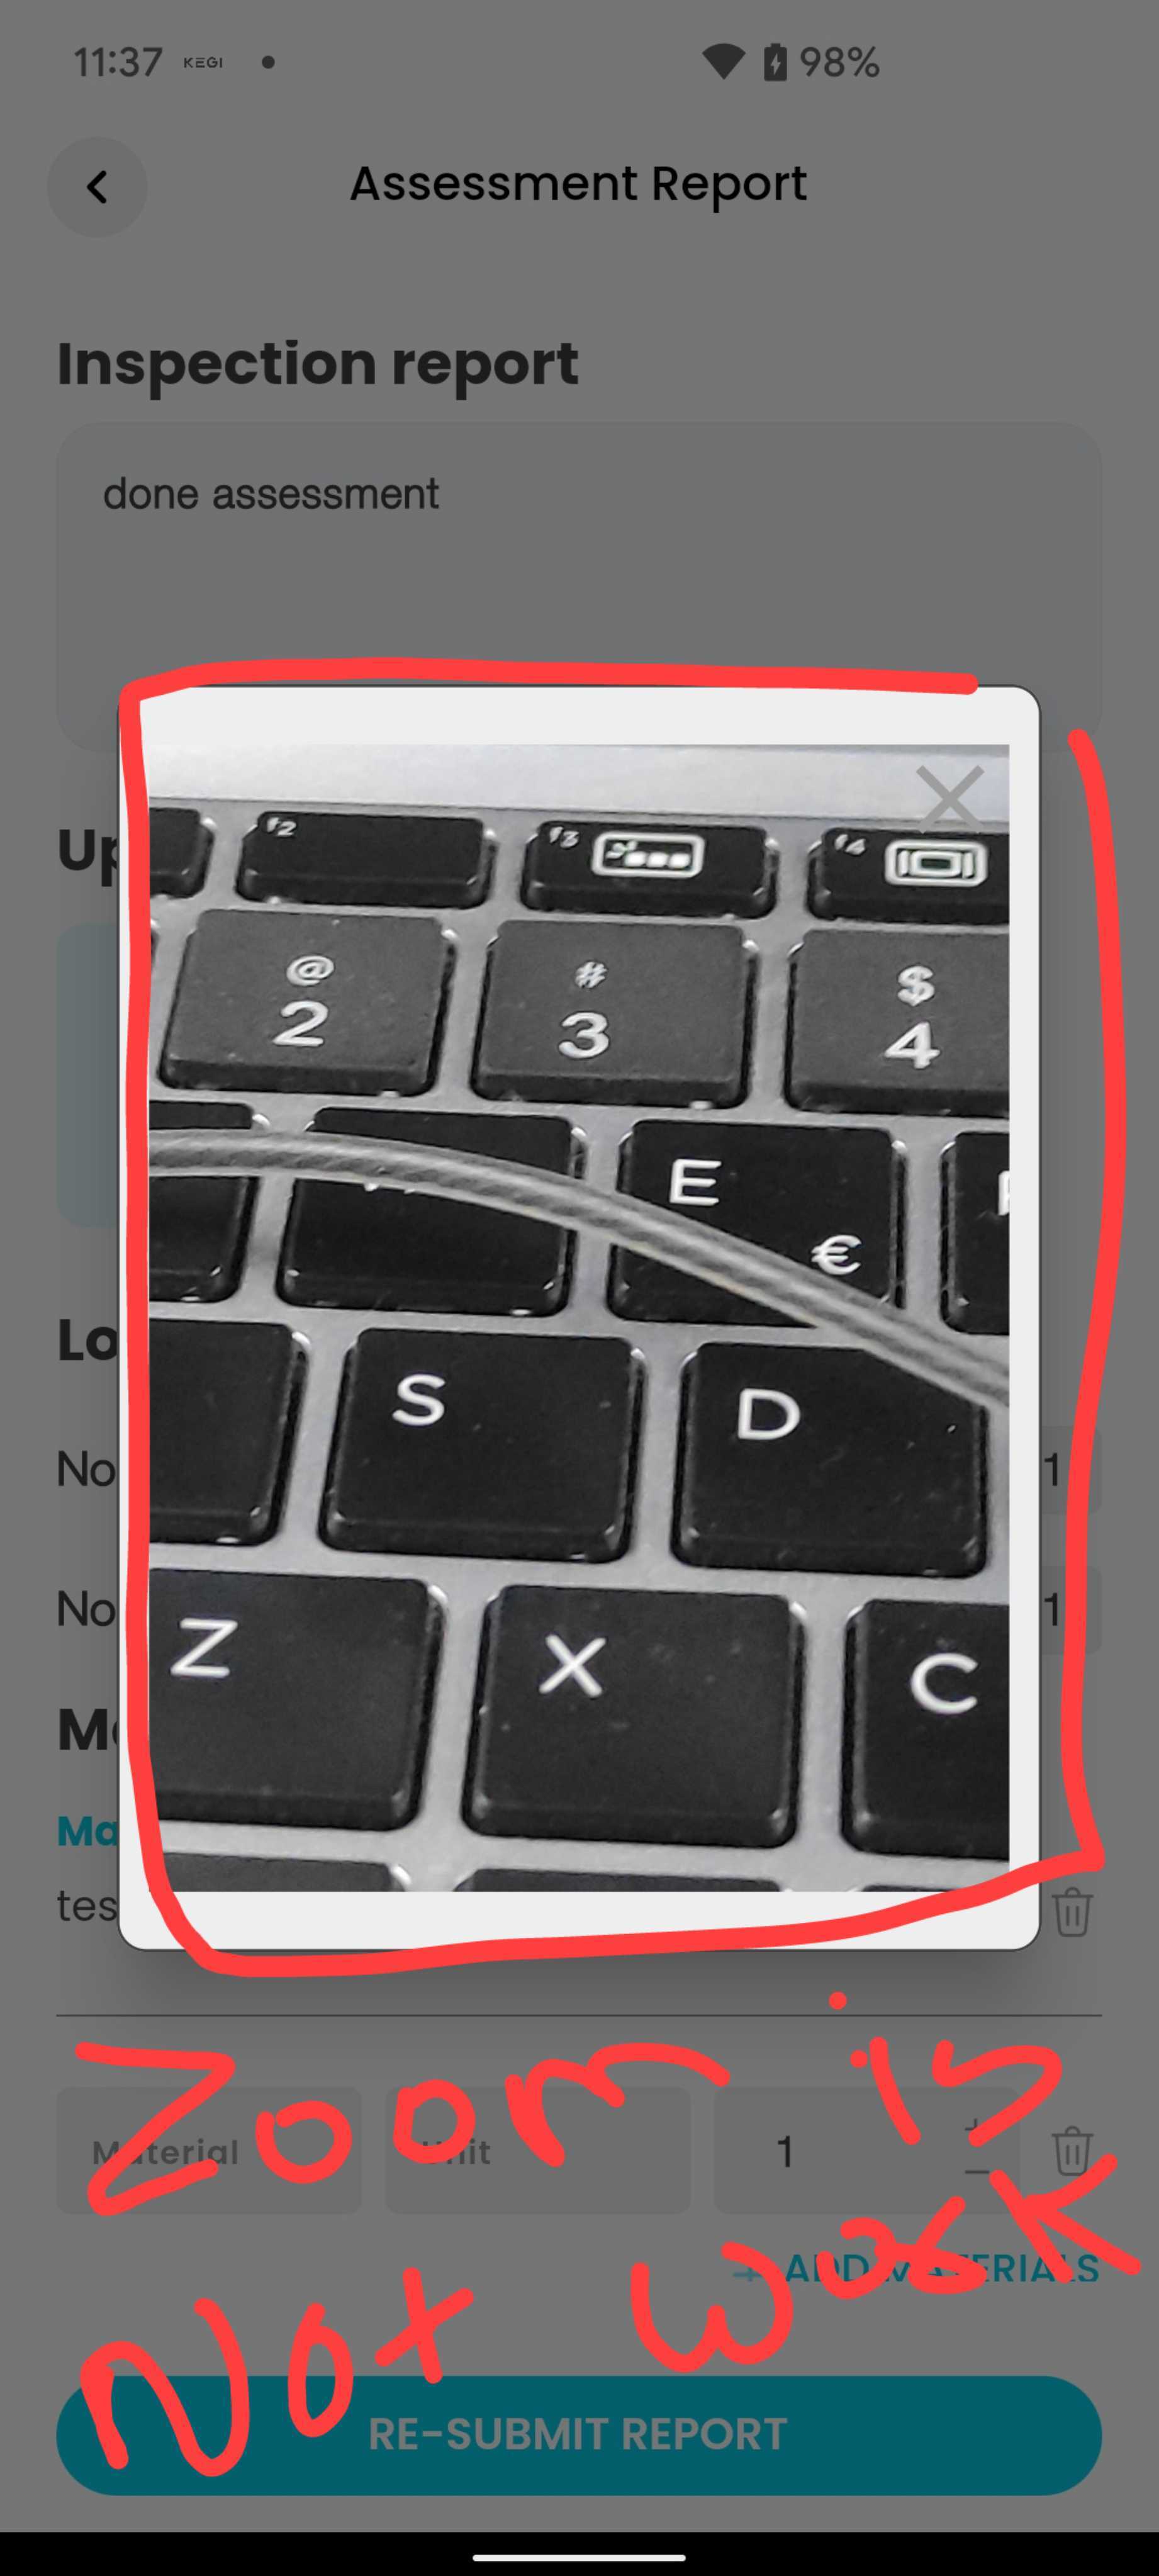 11:37 KEGI 98%
Assessment Report
Inspection report
done assessment
Up
f2 f3 f4
@ # $
2 3 4
E
€
Lo
S D
No 1
No 1
Z X C
Mo
Ma
tes
Zoom is
Material Unit 1
Not work
+ ADD MATERIALS
RE-SUBMIT REPORT